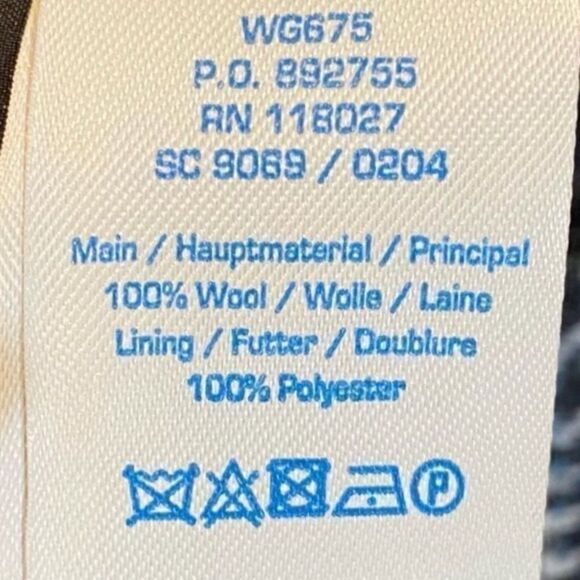 WG675
P.O. 892755
RN 118027
SC 9069 / 0204
Main / Hauptmaterial / Principal
100% Wool / Wolle / Laine
Lining / Futter / Doublure
100% Polyester
P